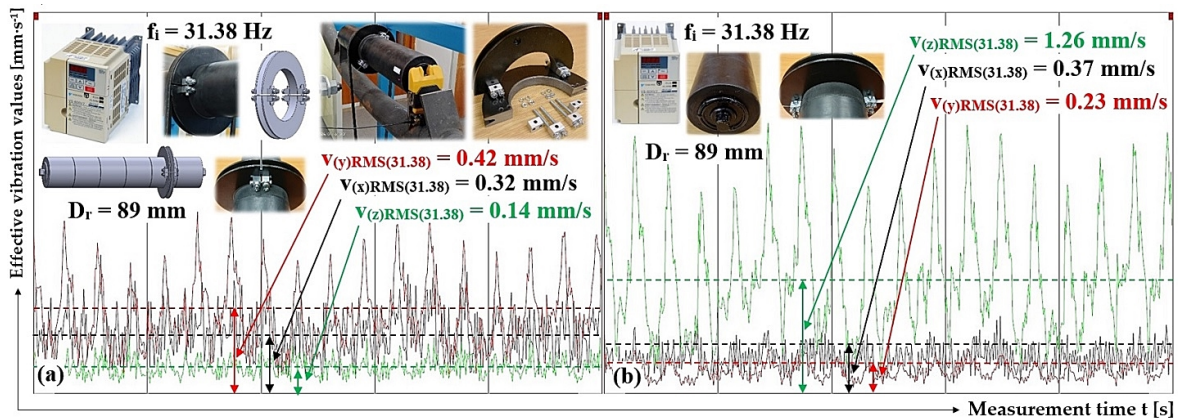 Effective vibration values [mm·s⁻¹]
fᵢ = 31.38 Hz
Dᵣ = 89 mm
v(y)RMS(31.38) = 0.42 mm/s
v(x)RMS(31.38) = 0.32 mm/s
v(z)RMS(31.38) = 0.14 mm/s
(a)
fᵢ = 31.38 Hz
Dᵣ = 89 mm
v(z)RMS(31.38) = 1.26 mm/s
v(x)RMS(31.38) = 0.37 mm/s
v(y)RMS(31.38) = 0.23 mm/s
(b)
Measurement time t [s]